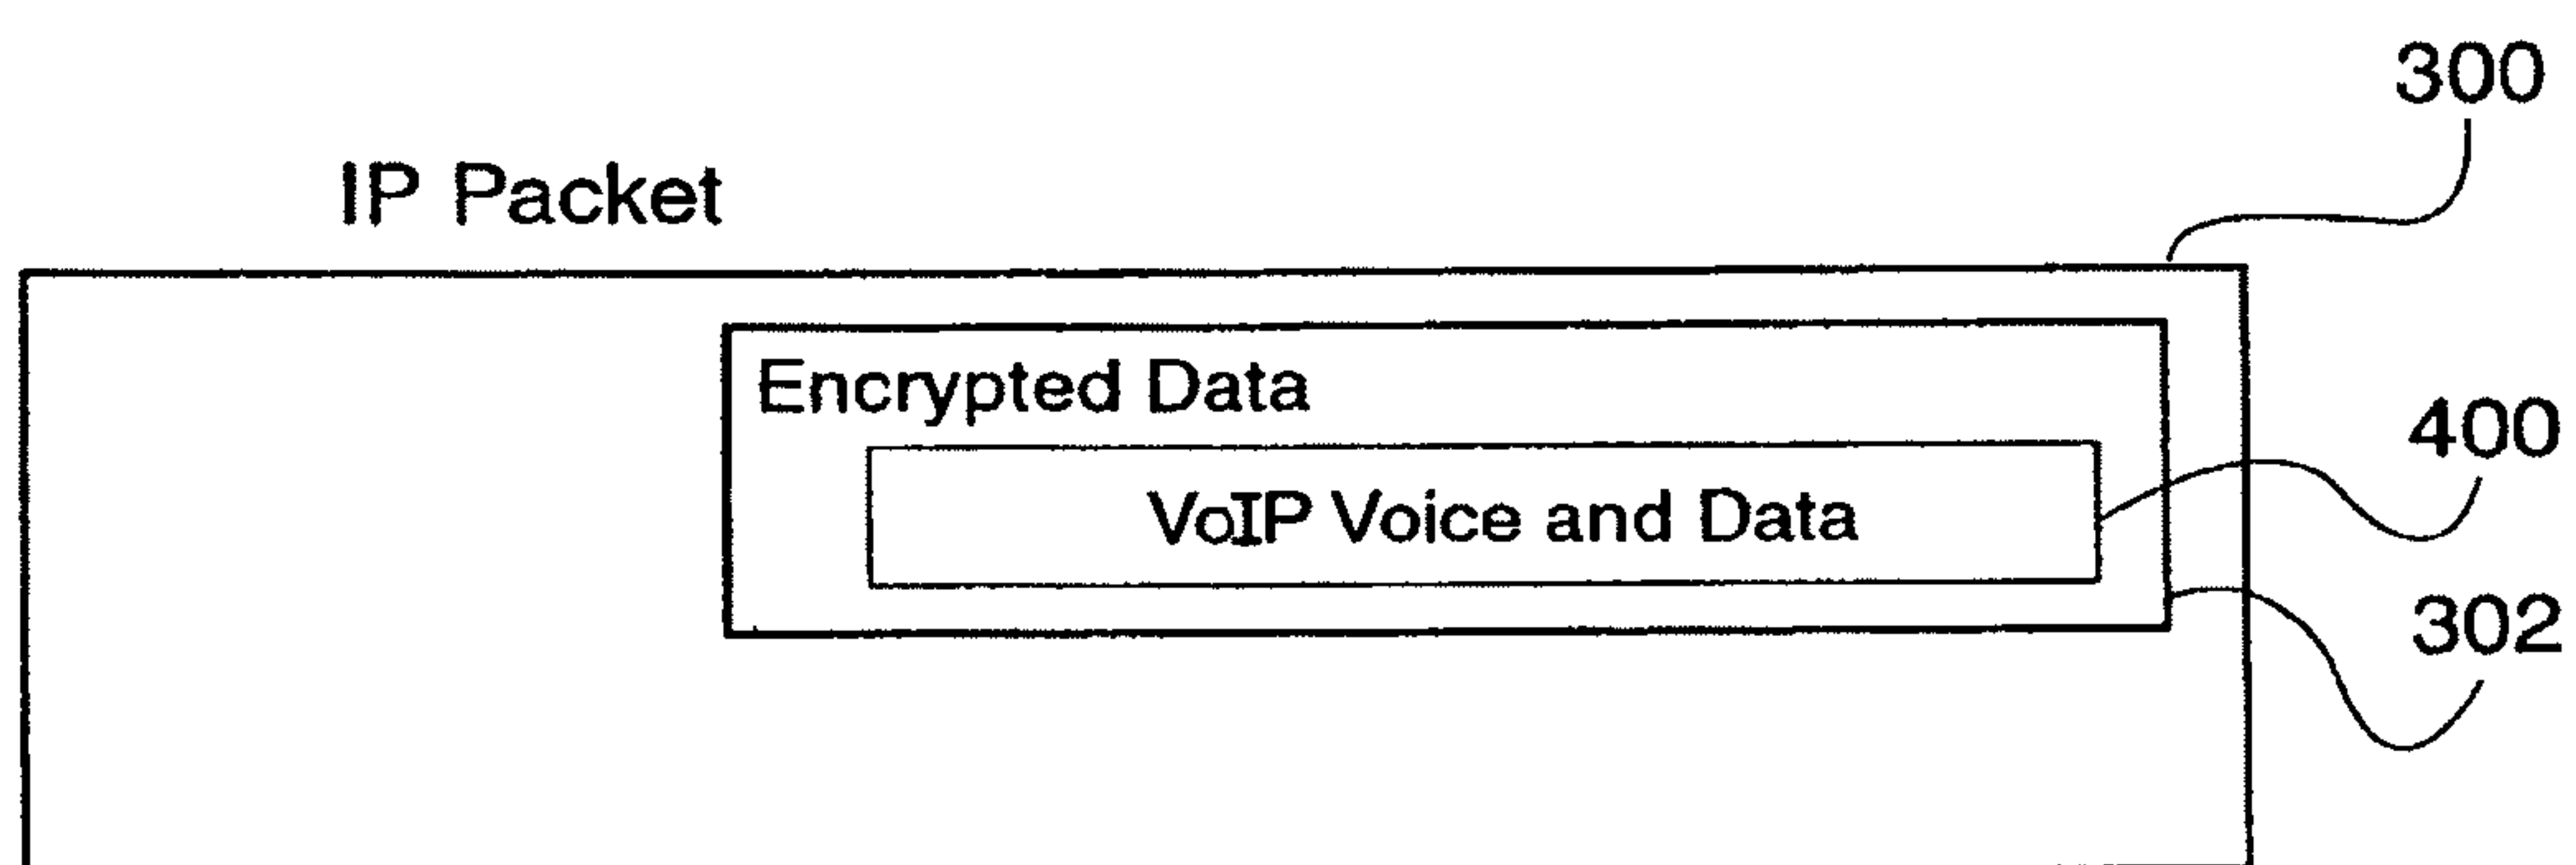 300
IP Packet
Encrypted Data
400
VoIP Voice and Data
302